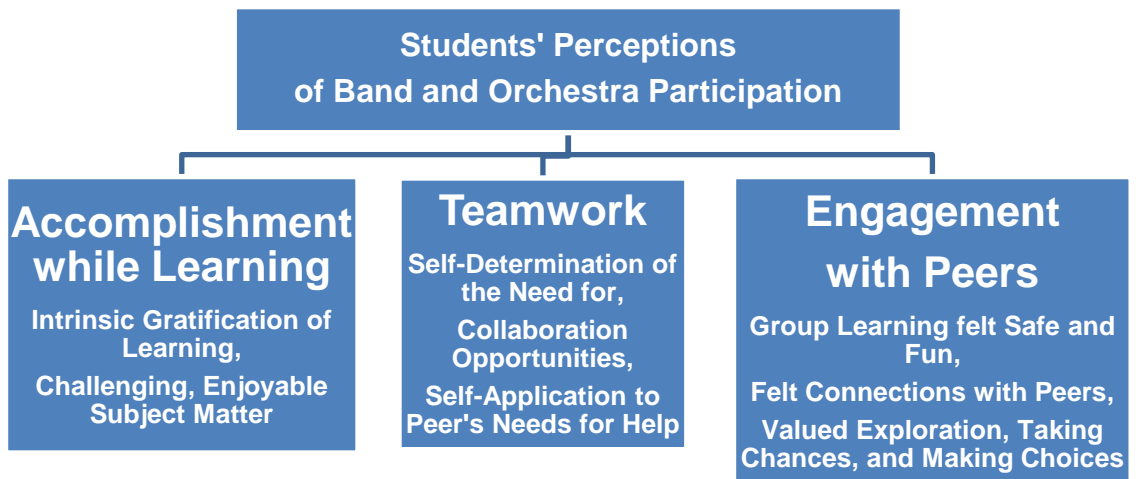 Students' Perceptions
of Band and Orchestra Participation
Accomplishment
while Learning
Intrinsic Gratification of
Learning,
Challenging, Enjoyable
Subject Matter
Teamwork
Self-Determination of
the Need for,
Collaboration
Opportunities,
Self-Application to
Peer's Needs for Help
Engagement
with Peers
Group Learning felt Safe and
Fun,
Felt Connections with Peers,
Valued Exploration, Taking
Chances, and Making Choices